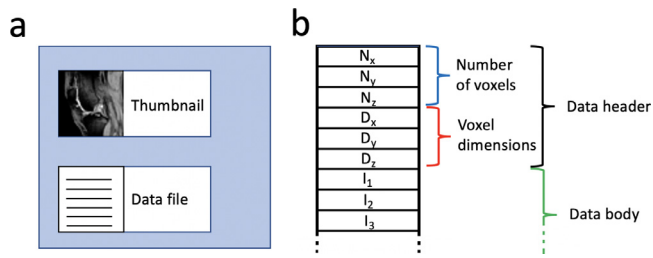 a
Thumbnail
Data file
b
Nx
Ny
Nz
Dx
Dy
Dz
I1
I2
I3
Number
of voxels
Voxel
dimensions
Data header
Data body